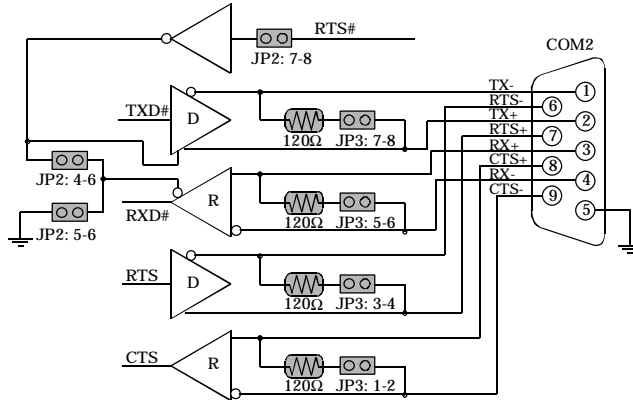 RTS#
JP2: 7-8
COM2
TXD#
D
120Ω
JP3: 7-8
TX-
RTS-
TX+
RTS+
RX+
CTS+
RX-
CTS-
1
6
2
7
3
8
4
9
5
JP2: 4-6
JP2: 5-6
RXD#
R
120Ω
JP3: 5-6
RTS
D
120Ω
JP3: 3-4
CTS
R
120Ω
JP3: 1-2